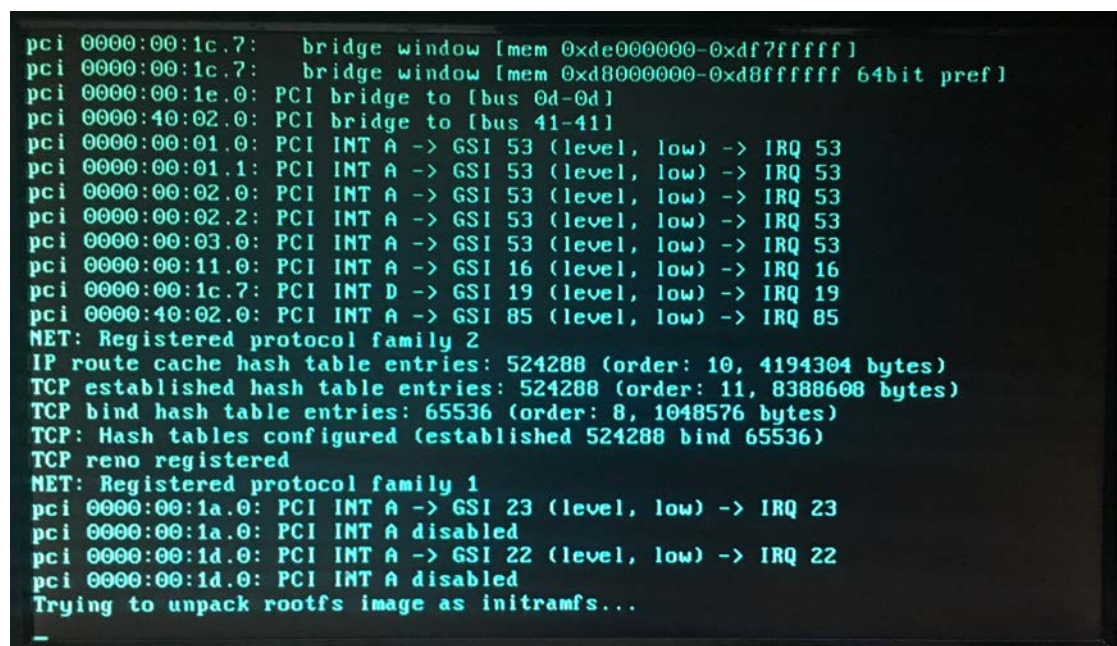 pci 0000:00:1c.7:   bridge window [mem 0xde000000-0xdf7fffff]
pci 0000:00:1c.7:   bridge window [mem 0xd8000000-0xd8ffffff 64bit pref]
pci 0000:00:1e.0: PCI bridge to [bus 0d-0d]
pci 0000:40:02.0: PCI bridge to [bus 41-41]
pci 0000:00:01.0: PCI INT A -> GSI 53 (level, low) -> IRQ 53
pci 0000:00:01.1: PCI INT A -> GSI 53 (level, low) -> IRQ 53
pci 0000:00:02.0: PCI INT A -> GSI 53 (level, low) -> IRQ 53
pci 0000:00:02.2: PCI INT A -> GSI 53 (level, low) -> IRQ 53
pci 0000:00:03.0: PCI INT A -> GSI 53 (level, low) -> IRQ 53
pci 0000:00:11.0: PCI INT A -> GSI 16 (level, low) -> IRQ 16
pci 0000:00:1c.7: PCI INT D -> GSI 19 (level, low) -> IRQ 19
pci 0000:40:02.0: PCI INT A -> GSI 85 (level, low) -> IRQ 85
NET: Registered protocol family 2
IP route cache hash table entries: 524288 (order: 10, 4194304 bytes)
TCP established hash table entries: 524288 (order: 11, 8388608 bytes)
TCP bind hash table entries: 65536 (order: 8, 1048576 bytes)
TCP: Hash tables configured (established 524288 bind 65536)
TCP reno registered
NET: Registered protocol family 1
pci 0000:00:1a.0: PCI INT A -> GSI 23 (level, low) -> IRQ 23
pci 0000:00:1a.0: PCI INT A disabled
pci 0000:00:1d.0: PCI INT A -> GSI 22 (level, low) -> IRQ 22
pci 0000:00:1d.0: PCI INT A disabled
Trying to unpack rootfs image as initramfs...
_